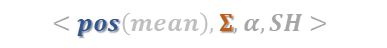 < pos(mean), Σ, α, SH >